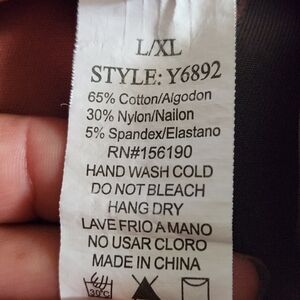 L/XL
STYLE: Y6892
65% Cotton/Algodon
30% Nylon/Nailon
5% Spandex/Elastano
RN#156190
HAND WASH COLD
DO NOT BLEACH
HANG DRY
LAVE FRIO A MANO
NO USAR CLORO
MADE IN CHINA
30°C